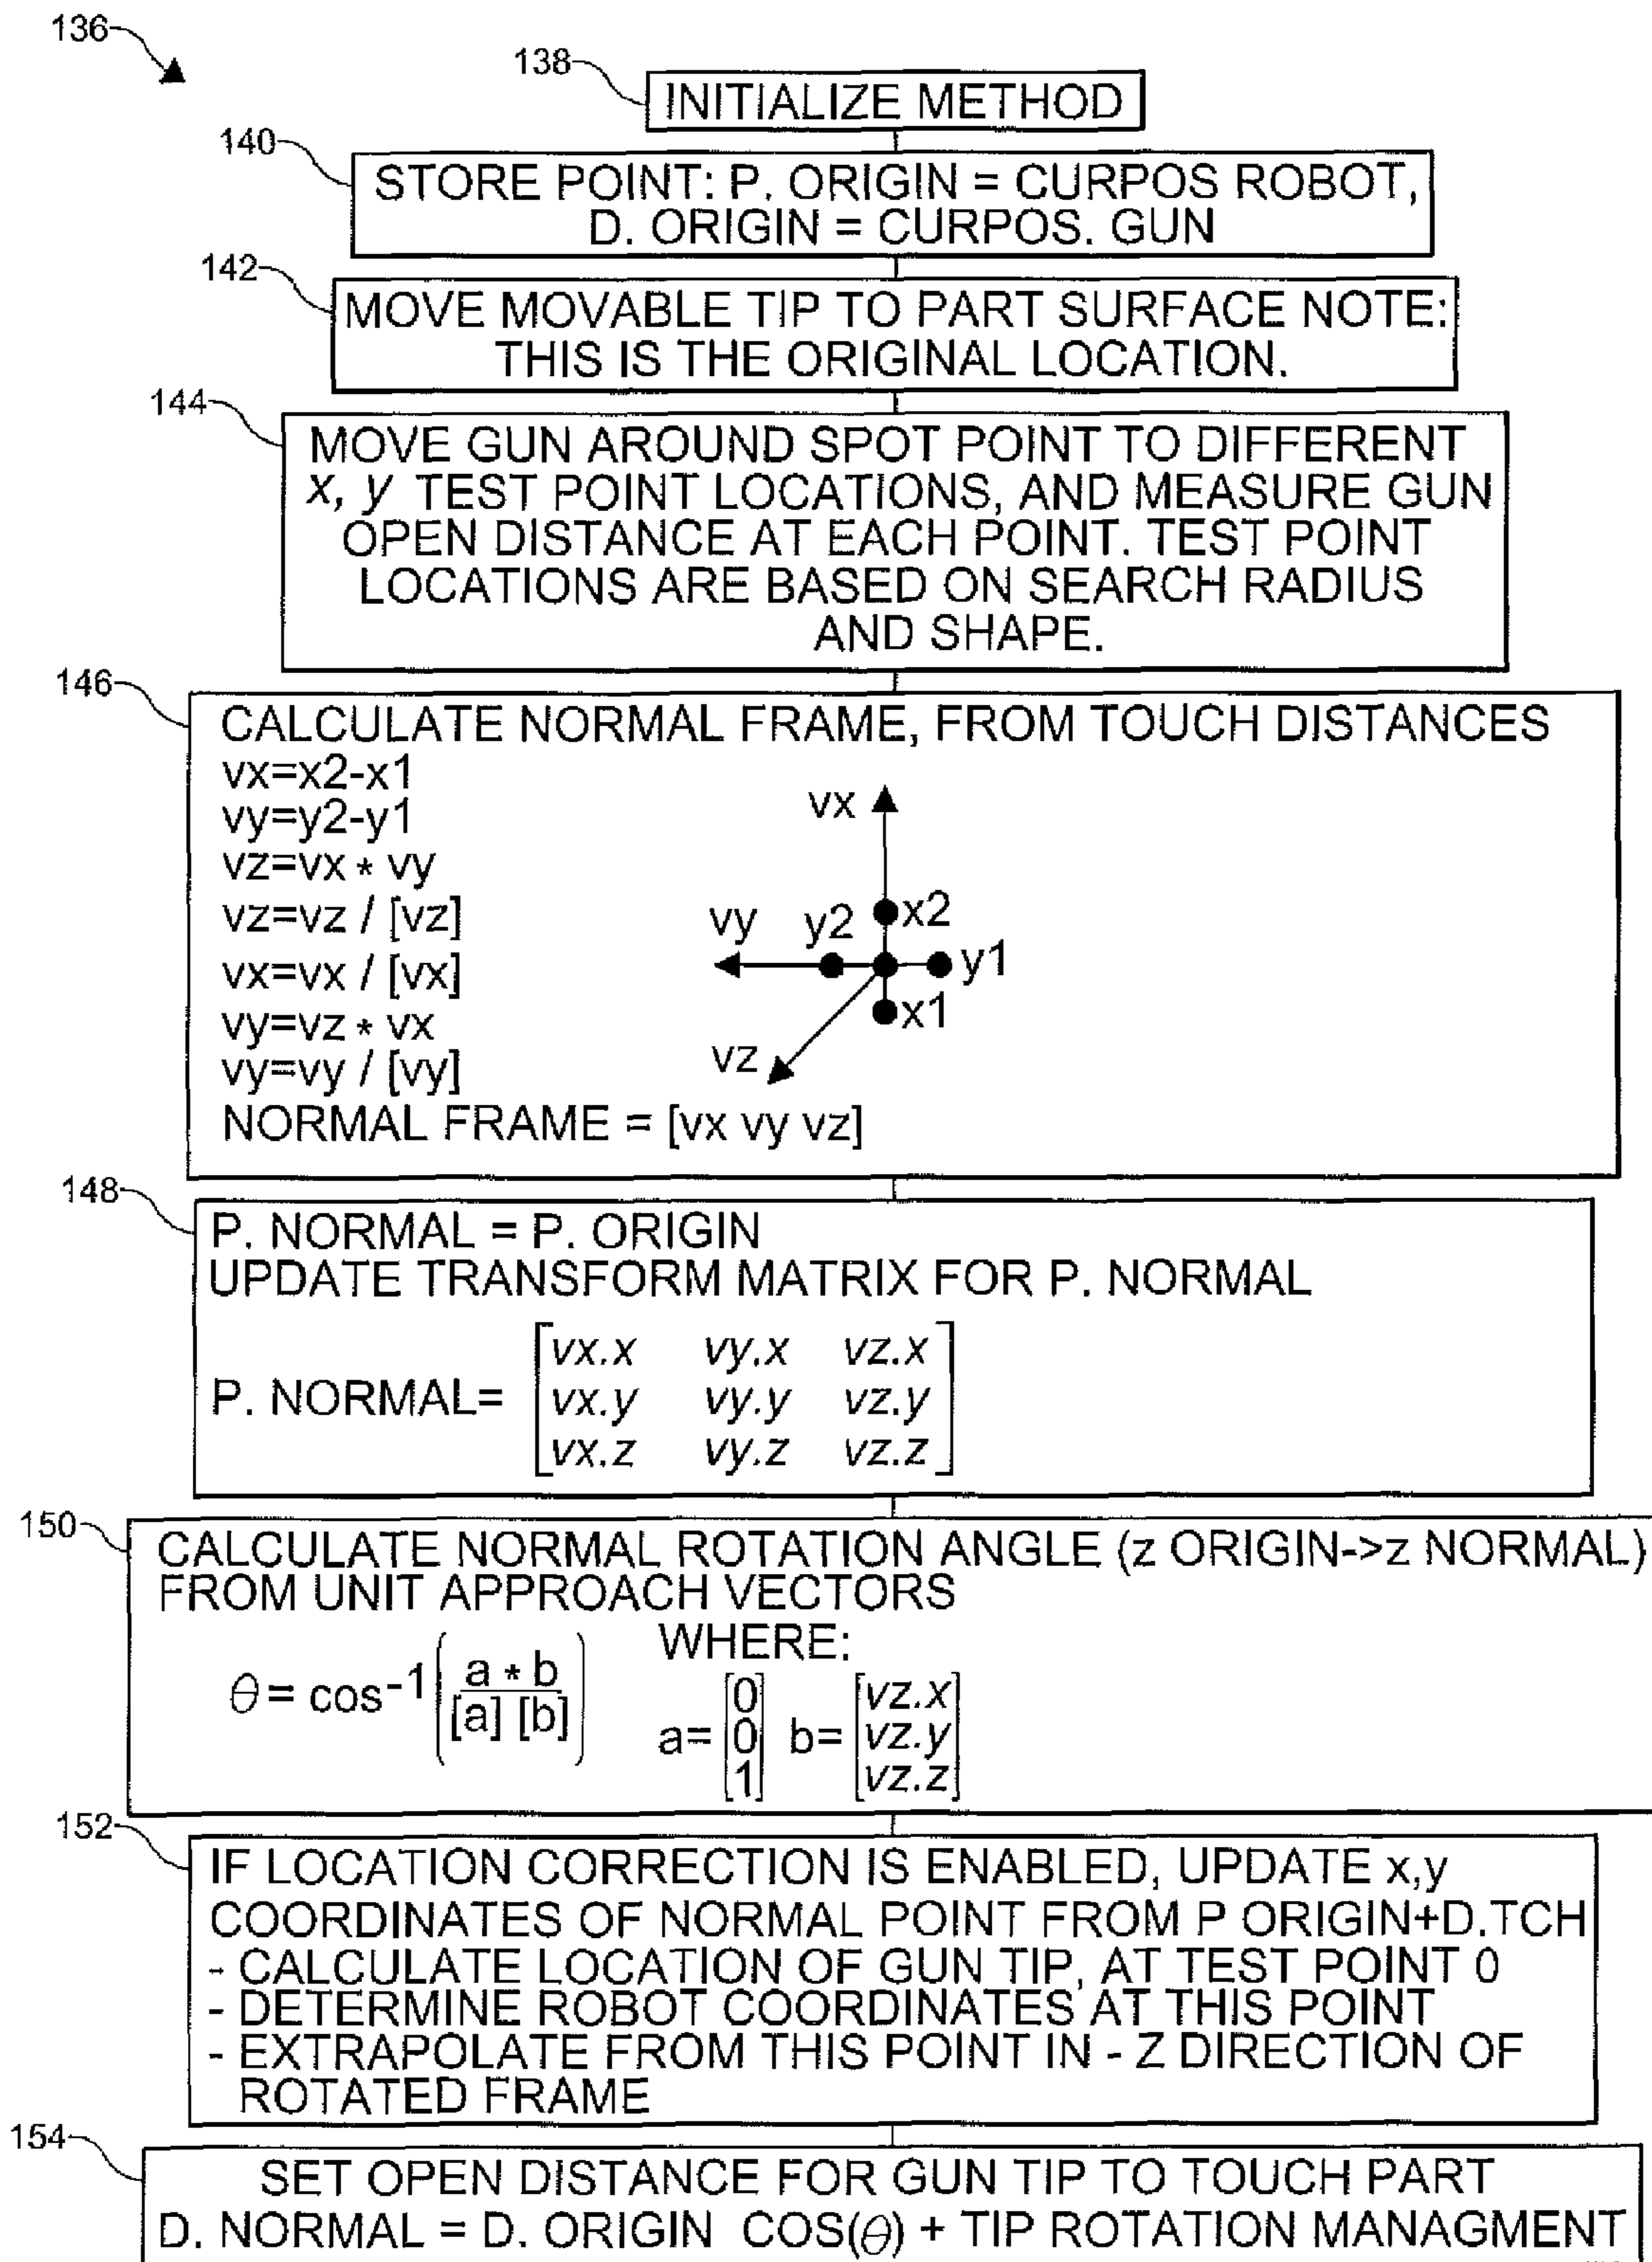 136
138
INITIALIZE METHOD
140
STORE POINT: P. ORIGIN = CURPOS ROBOT,
D. ORIGIN = CURPOS. GUN
142
MOVE MOVABLE TIP TO PART SURFACE NOTE:
THIS IS THE ORIGINAL LOCATION.
144
MOVE GUN AROUND SPOT POINT TO DIFFERENT
x, y TEST POINT LOCATIONS, AND MEASURE GUN
OPEN DISTANCE AT EACH POINT. TEST POINT
LOCATIONS ARE BASED ON SEARCH RADIUS
AND SHAPE.
146
CALCULATE NORMAL FRAME, FROM TOUCH DISTANCES
vx=x2-x1
vy=y2-y1
vz=vx * vy
vz=vz / [vz]
vx=vx / [vx]
vy=vz * vx
vy=vy / [vy]
NORMAL FRAME = [vx vy vz]
vx
x2
vy y2
y1
x1
vz
148
P. NORMAL = P. ORIGIN
UPDATE TRANSFORM MATRIX FOR P. NORMAL
P. NORMAL=
vx.x vy.x vz.x
vx.y vy.y vz.y
vx.z vy.z vz.z
150
CALCULATE NORMAL ROTATION ANGLE (z ORIGIN->z NORMAL)
FROM UNIT APPROACH VECTORS
θ = cos-1 (a * b / [a] [b])
WHERE:
a= [0 0 1] b= [vz.x vz.y vz.z]
152
IF LOCATION CORRECTION IS ENABLED, UPDATE x,y
COORDINATES OF NORMAL POINT FROM P ORIGIN+D.TCH
- CALCULATE LOCATION OF GUN TIP, AT TEST POINT 0
- DETERMINE ROBOT COORDINATES AT THIS POINT
- EXTRAPOLATE FROM THIS POINT IN - Z DIRECTION OF
ROTATED FRAME
154
SET OPEN DISTANCE FOR GUN TIP TO TOUCH PART
D. NORMAL = D. ORIGIN COS(θ) + TIP ROTATION MANAGMENT